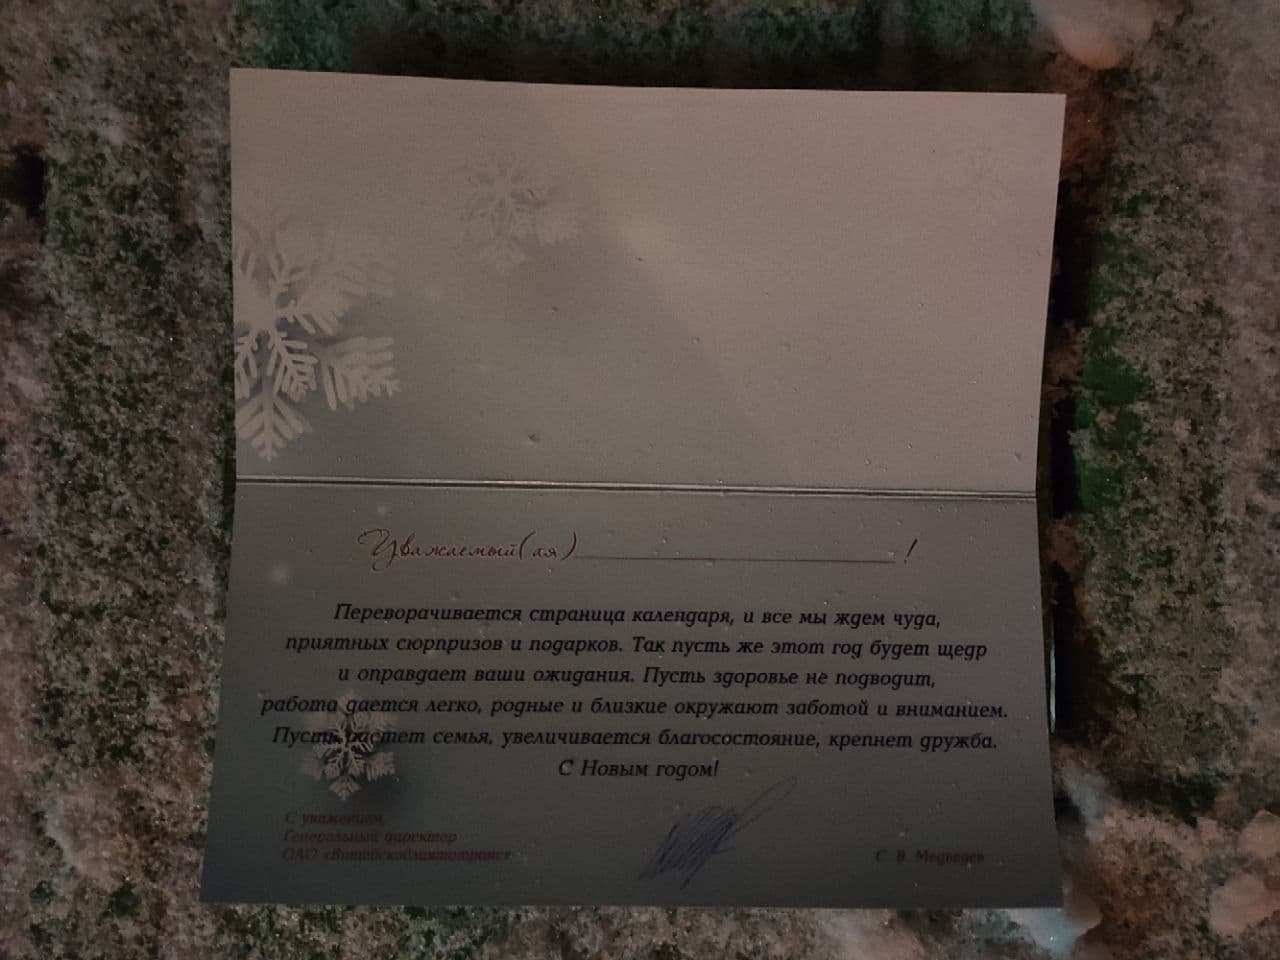 Уважаемый(ая)____________________!
Переворачивается страница календаря, и все мы ждем чуда,
приятных сюрпризов и подарков. Так пусть же этот год будет щедр
и оправдает ваши ожидания. Пусть здоровье не подводит,
работа дается легко, родные и близкие окружают заботой и вниманием.
Пусть растет семья, увеличивается благосостояние, крепнет дружба.
С Новым годом!
С уважением,
Генеральный директор
ОАО «Витебскоблавтотранс»
С. В. Медведев